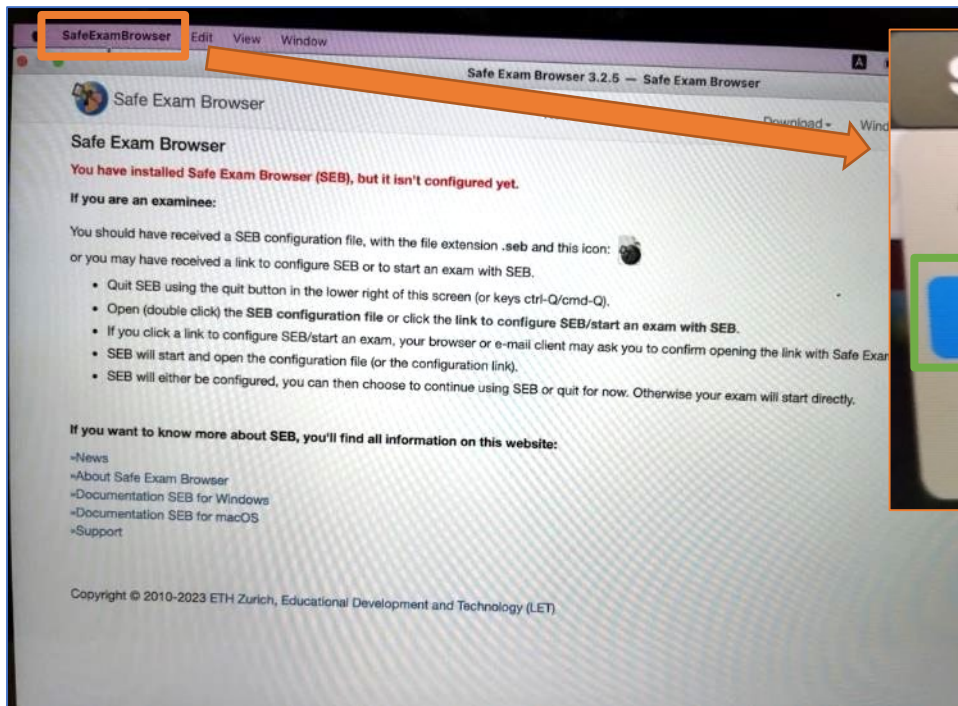 SafeExamBrowser Edit View Window
A
Safe Exam Browser 3.2.5 — Safe Exam Browser
Safe Exam Browser
Download
Wind
Safe Exam Browser
You have installed Safe Exam Browser (SEB), but it isn't configured yet.
If you are an examinee:
You should have received a SEB configuration file, with the file extension .seb and this icon:
or you may have received a link to configure SEB or to start an exam with SEB.
• Quit SEB using the quit button in the lower right of this screen (or keys ctrl-Q/cmd-Q).
• Open (double click) the SEB configuration file or click the link to configure SEB/start an exam with SEB.
• If you click a link to configure SEB/start an exam, your browser or e-mail client may ask you to confirm opening the link with Safe Exar
• SEB will start and open the configuration file (or the configuration link).
• SEB will either be configured, you can then choose to continue using SEB or quit for now. Otherwise your exam will start directly.
If you want to know more about SEB, you'll find all information on this website:
»News
»About Safe Exam Browser
»Documentation SEB for Windows
»Documentation SEB for macOS
»Support
Copyright © 2010-2023 ETH Zurich, Educational Development and Technology (LET)